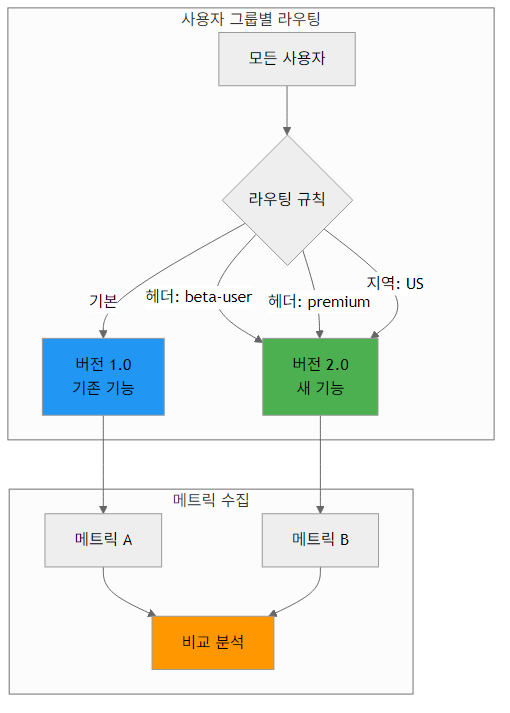 사용자 그룹별 라우팅
모든 사용자
라우팅 규칙
기본
헤더: beta-user
헤더: premium
지역: US
버전 1.0
기존 기능
버전 2.0
새 기능
메트릭 수집
메트릭 A
메트릭 B
비교 분석